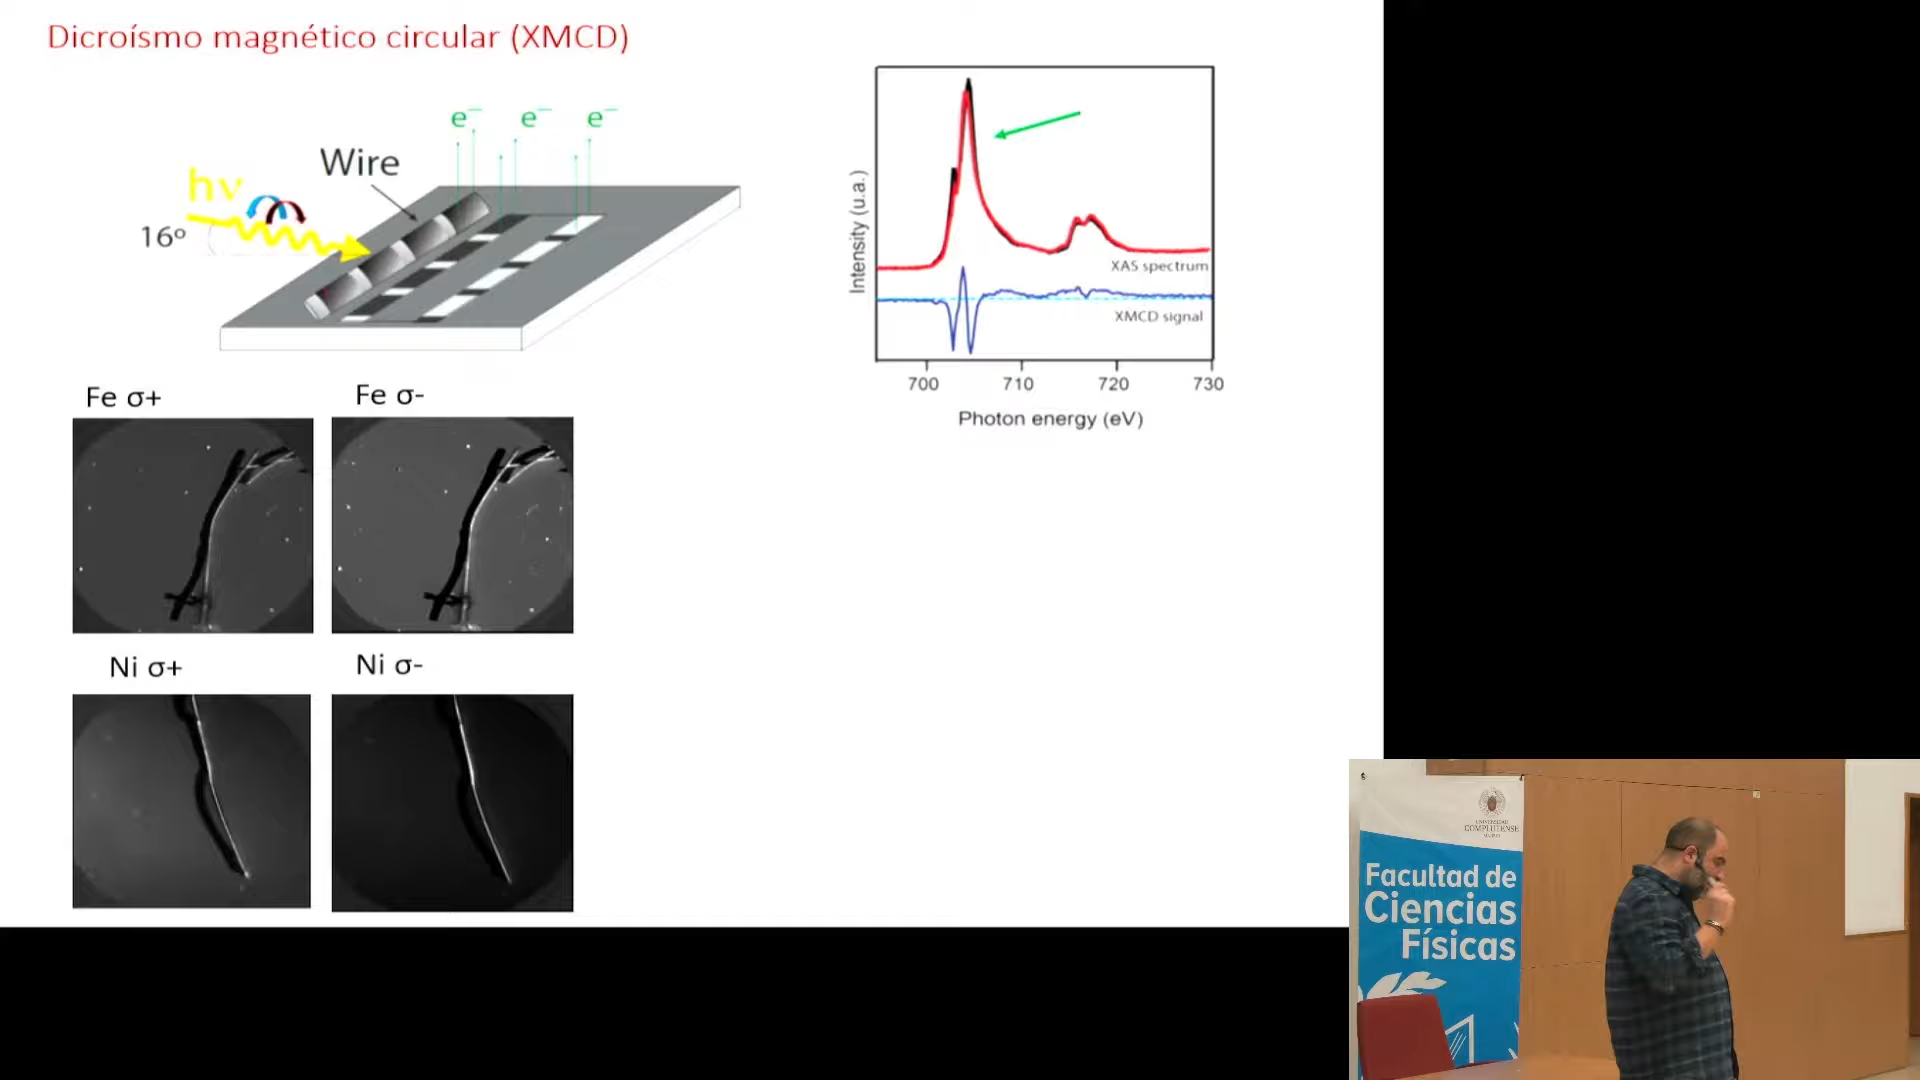 Dicroísmo magnético circular (XMCD)
e⁻ e⁻ e⁻
Wire
hν
16º
Intensity (u.a.)
XAS spectrum
XMCD signal
700 710 720 730
Photon energy (eV)
Fe σ+
Fe σ-
Ni σ+
Ni σ-
UNIVERSIDAD
COMPLUTENSE
Facultad de
Ciencias
Físicas